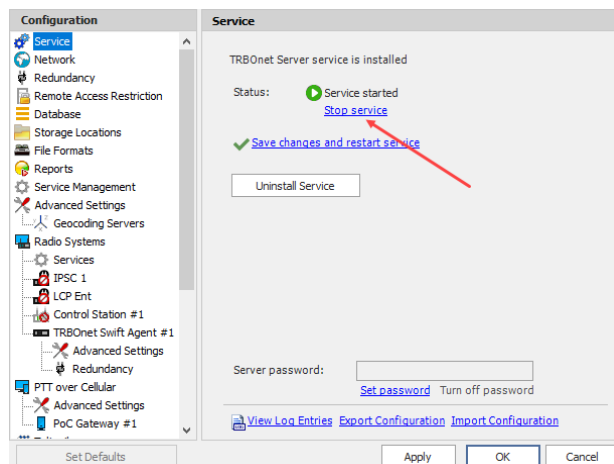 Configuration
Service
Network
Redundancy
Remote Access Restriction
Database
Storage Locations
File Formats
Reports
Service Management
Advanced Settings
Geocoding Servers
Radio Systems
Services
IPSC 1
LCP Ent
Control Station #1
TRBOnet Swift Agent #1
Advanced Settings
Redundancy
PTT over Cellular
Advanced Settings
PoC Gateway #1
Set Defaults
Service
TRBOnet Server service is installed
Status: Service started
Stop service
Save changes and restart service
Uninstall Service
Server password:
Set password Turn off password
View Log Entries Export Configuration Import Configuration
Apply OK Cancel